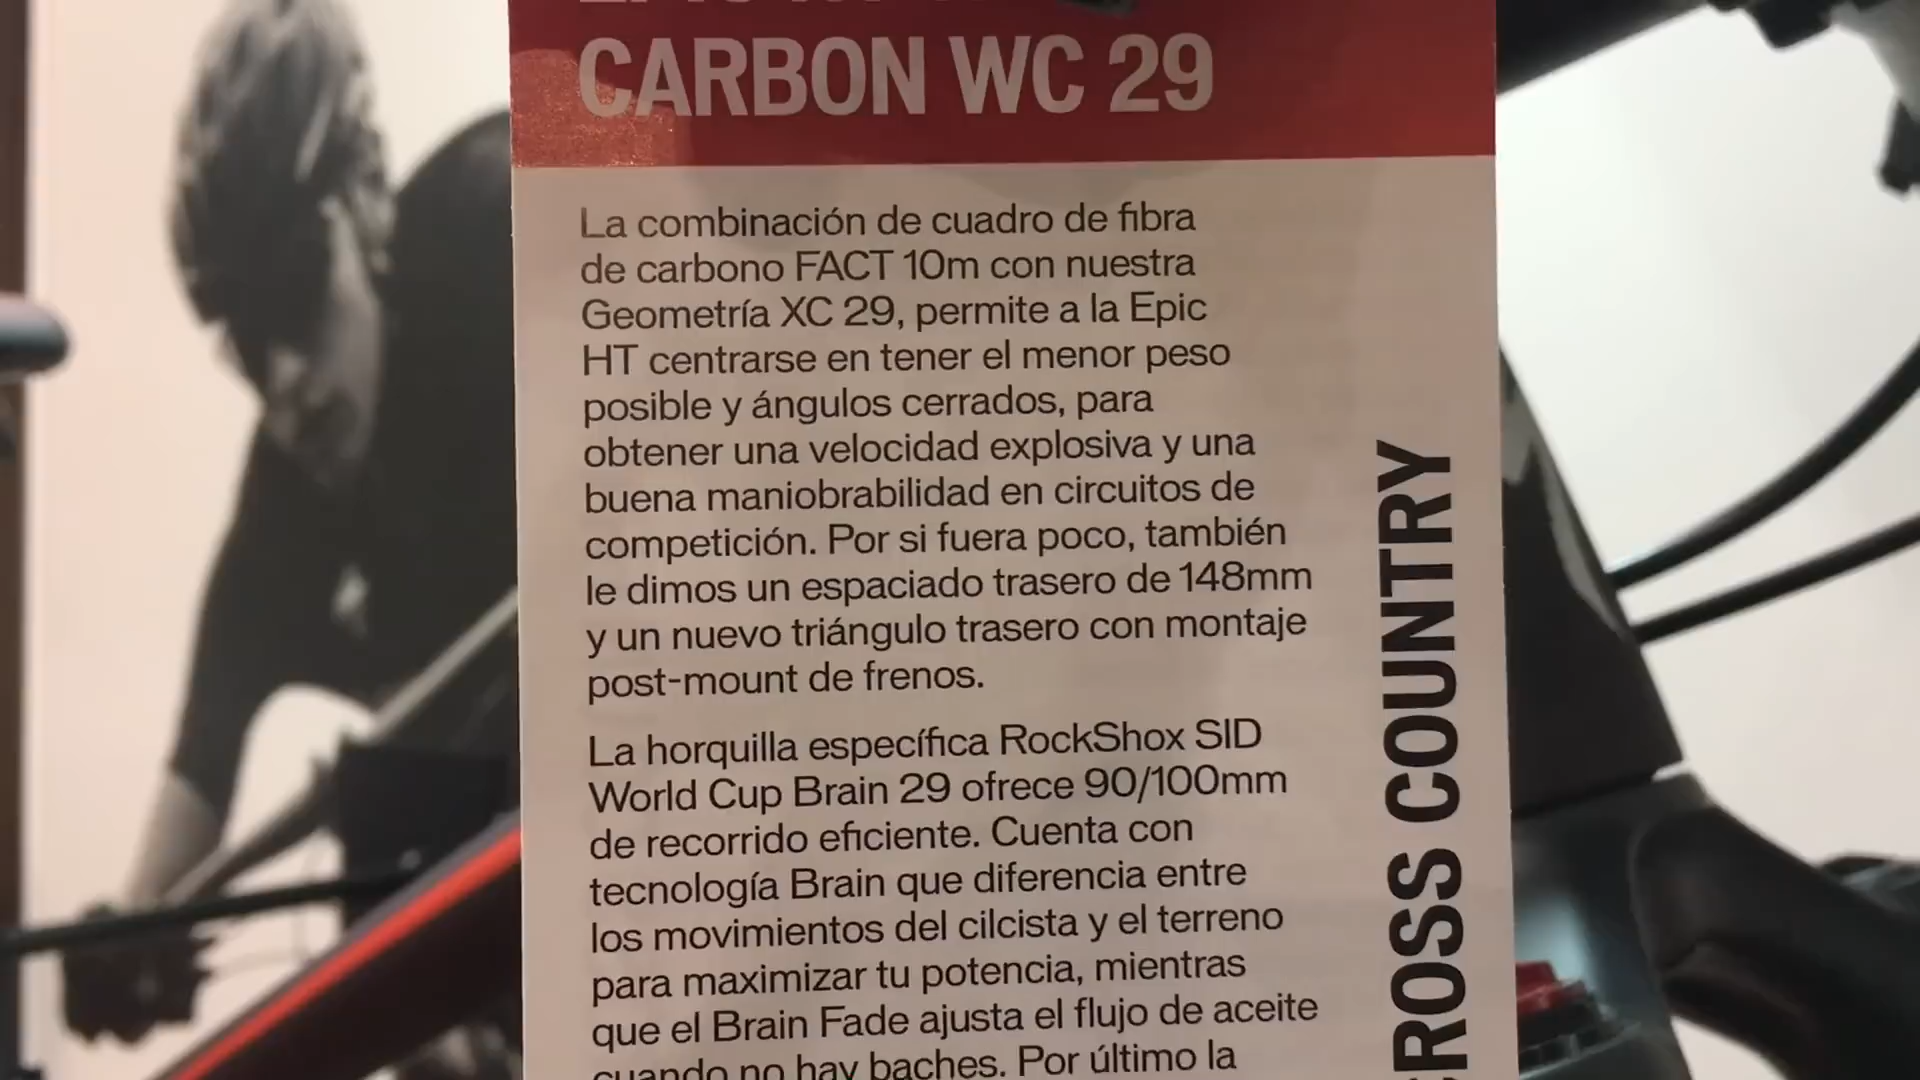 CARBON WC 29
La combinación de cuadro de fibra
de carbono FACT 10m con nuestra
Geometría XC 29, permite a la Epic
HT centrarse en tener el menor peso
posible y ángulos cerrados, para
obtener una velocidad explosiva y una
buena maniobrabilidad en circuitos de
competición. Por si fuera poco, también
le dimos un espaciado trasero de 148mm
y un nuevo triángulo trasero con montaje
post-mount de frenos.
La horquilla específica RockShox SID
World Cup Brain 29 ofrece 90/100mm
de recorrido eficiente. Cuenta con
tecnología Brain que diferencia entre
los movimientos del cilcista y el terreno
para maximizar tu potencia, mientras
que el Brain Fade ajusta el flujo de aceite
cuando no hay baches. Por último la
ROSS COUNTRY